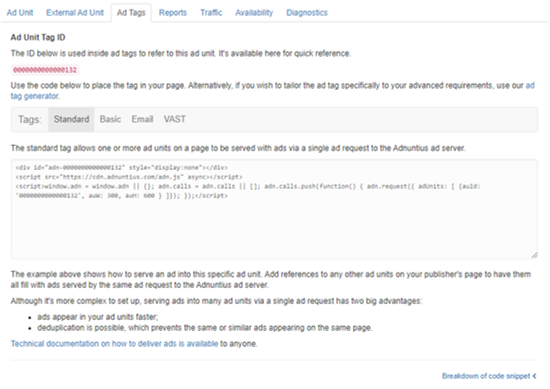 Ad Unit External Ad Unit Ad Tags Reports Traffic Availability Diagnostics
Ad Unit Tag ID
The ID below is used inside ad tags to refer to this ad unit. It's available here for quick reference.
0000000000000132
Use the code below to place the tag in your page. Alternatively, if you wish to tailor the ad tag specifically to your advanced requirements, use our ad
tag generator.
Tags: Standard Basic Email VAST
The standard tag allows one or more ad units on a page to be served with ads via a single ad request to the Adnuntius ad server.
<div id="adn-0000000000000132" style="display:none"></div>
<script src="https://cdn.adnuntius.com/adn.js" async></script>
<script>window.adn = window.adn || {}; adn.calls = adn.calls || []; adn.calls.push(function() { adn.request({ adUnits: [ {auId:
'0000000000000132', auW: 300, auH: 600 } ]}); });</script>
The example above shows how to serve an ad into this specific ad unit. Add references to any other ad units on your publisher's page to have them
all fill with ads served by the same ad request to the Adnuntius ad server.
Although it's more complex to set up, serving ads into many ad units via a single ad request has two big advantages:
• ads appear in your ad units faster;
• deduplication is possible, which prevents the same or similar ads appearing on the same page.
Technical documentation on how to deliver ads is available to anyone.
Breakdown of code snippet